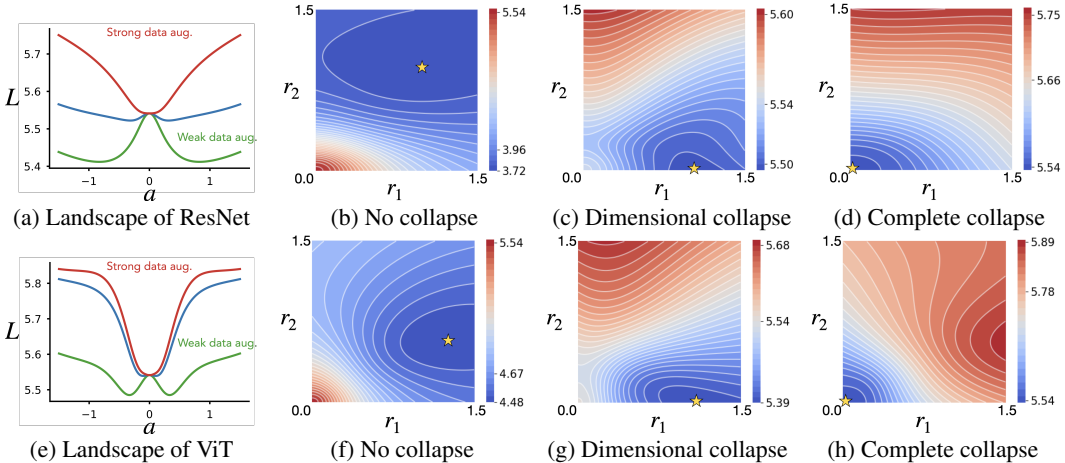 Strong data aug.
5.7
5.6
5.5
5.4
L
Weak data aug.
−1 0 1
a
(a) Landscape of ResNet
1.5
r2
0.0
r1
1.5
5.54
3.96
3.72
(b) No collapse
1.5
r2
0.0
r1
1.5
5.60
5.54
5.50
(c) Dimensional collapse
1.5
r2
0.0
r1
1.5
5.75
5.66
5.54
(d) Complete collapse
Strong data aug.
5.8
5.7
5.6
5.5
L
Weak data aug.
−1 0 1
a
(e) Landscape of ViT
1.5
r2
0.0
r1
1.5
5.54
4.67
4.48
(f) No collapse
1.5
r2
0.0
r1
1.5
5.68
5.54
5.39
(g) Dimensional collapse
1.5
r2
0.0
r1
1.5
5.89
5.78
5.54
(h) Complete collapse